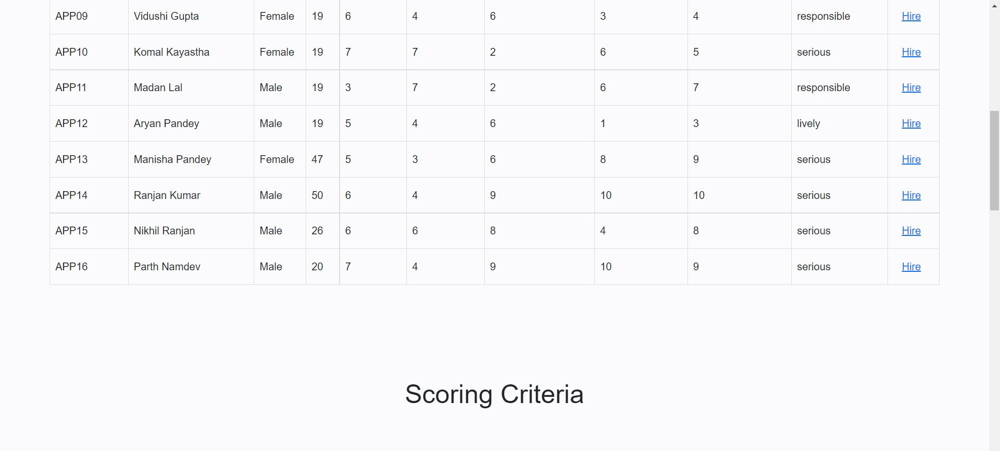 APP09 Vidushi Gupta Female 19 6 4 6 3 4 responsible Hire
APP10 Komal Kayastha Female 19 7 7 2 6 5 serious Hire
APP11 Madan Lal Male 19 3 7 2 6 7 responsible Hire
APP12 Aryan Pandey Male 19 5 4 6 1 3 lively Hire
APP13 Manisha Pandey Female 47 5 3 6 8 9 serious Hire
APP14 Ranjan Kumar Male 50 6 4 9 10 10 serious Hire
APP15 Nikhil Ranjan Male 26 6 6 8 4 8 serious Hire
APP16 Parth Namdev Male 20 7 4 9 10 9 serious Hire
Scoring Criteria